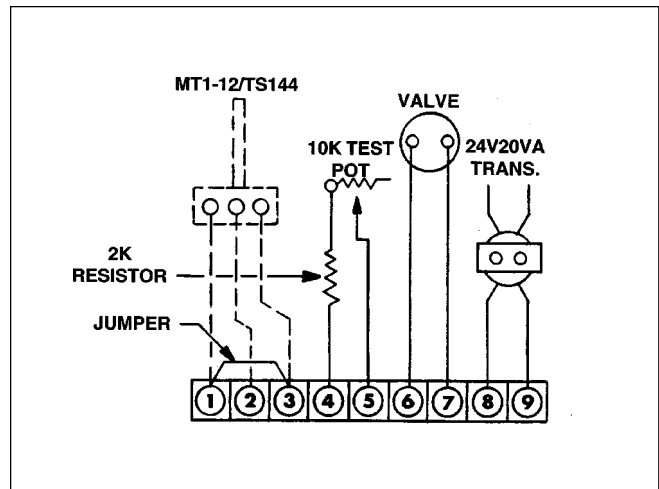 MT1-12/TS144
VALVE
10K TEST
POT
24V20VA
TRANS.
2K
RESISTOR
JUMPER
1 2 3 4 5 6 7 8 9